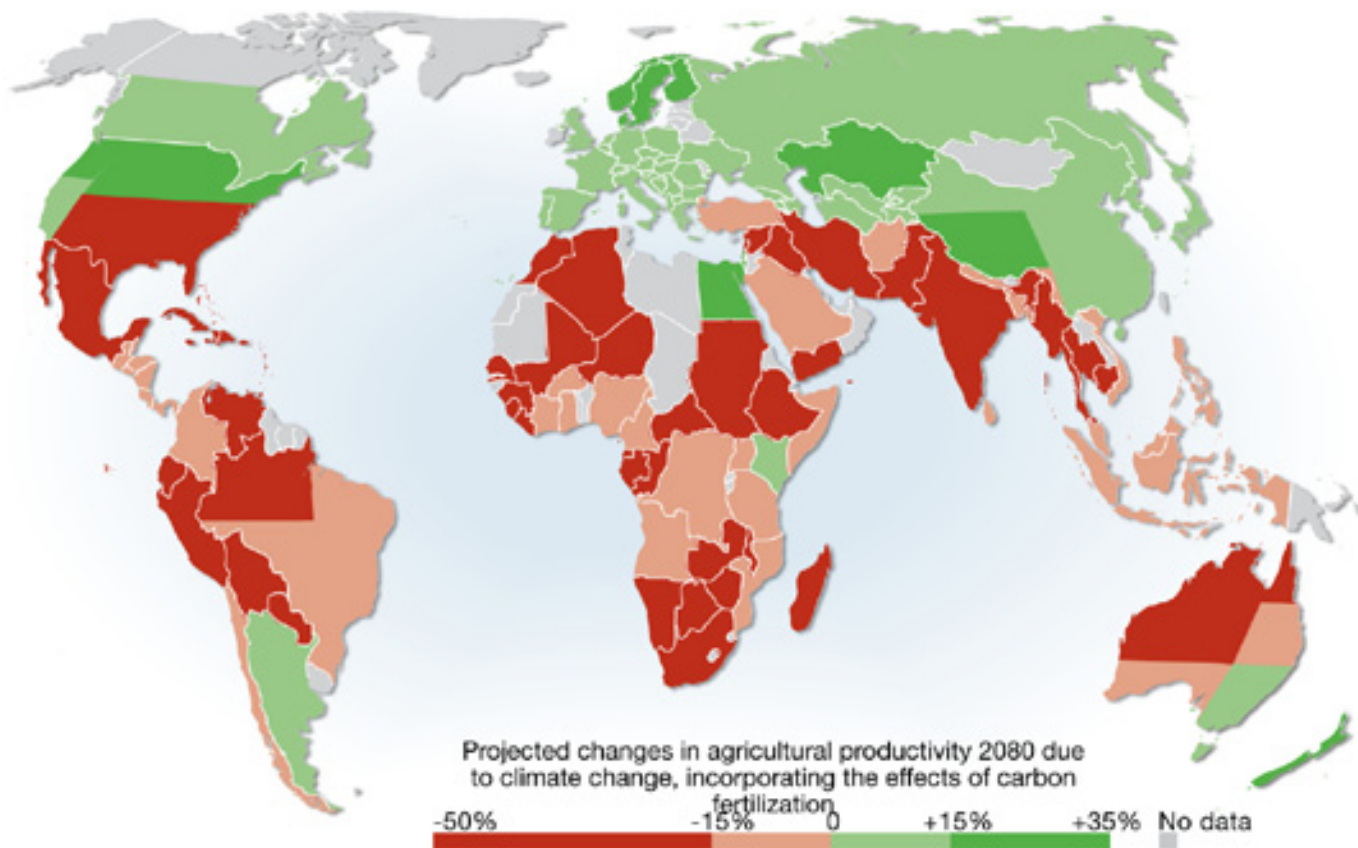 Projected changes in agricultural productivity 2080 due
to climate change, incorporating the effects of carbon
fertilization
-50% -15% 0 +15% +35% No data